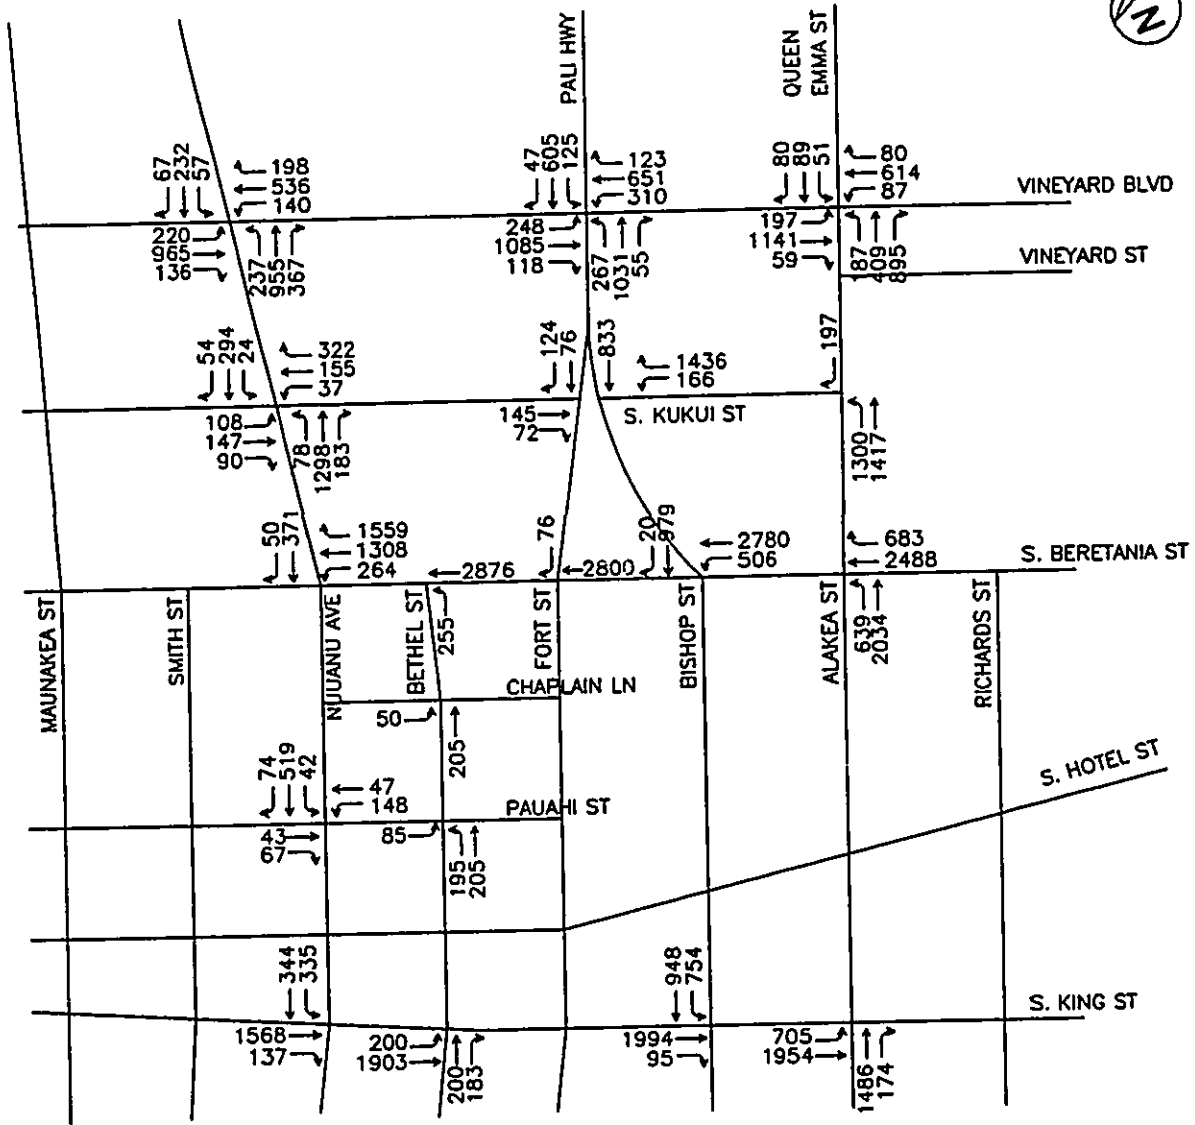 N
PALI HWY
QUEEN
EMMA ST
67 232 57
198
536
140
47 605 125
123
651
310
80 89 51
80
614
87
VINEYARD BLVD
220
965
136
237 955 367
248
1085
118
267 1031 55
197
1141
59
187 409 895
VINEYARD ST
54 294 24
322
155
37
124 76 833
1436
166
197
108
147
90
78 1298 183
145
72
S. KUKUI ST
1300 1417
50 371
1559
1308
264
2876
76
2800
20 979
2780
506
683
2488
S. BERETANIA ST
MAUNAKEA ST
SMITH ST
NUUANU AVE
BETHEL ST
255
FORT ST
BISHOP ST
ALAKEA ST
639 2034
RICHARDS ST
CHAPLAIN LN
50
205
74 519 42
47
148
PAUAHI ST
43
67
85
195 205
S. HOTEL ST
344 335
948 754
S. KING ST
1568
137
200
1903
200 183
1994
95
705
1954
1486 174